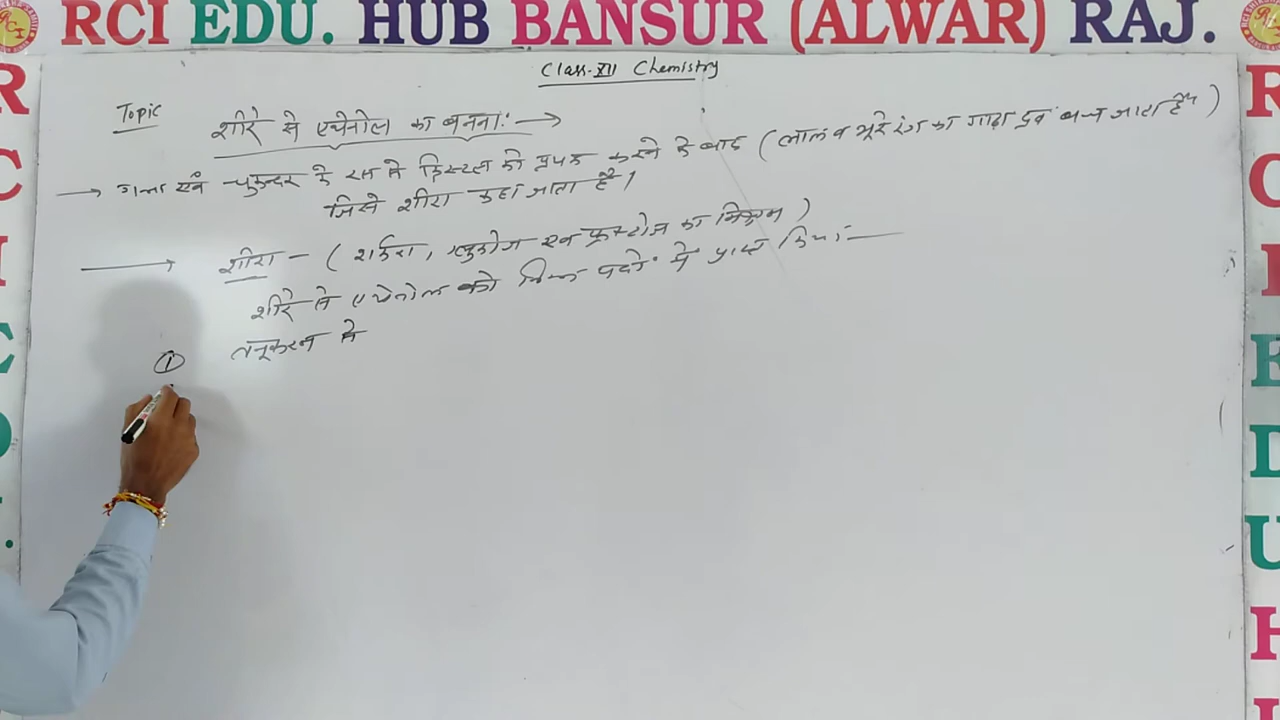 RCI EDU. HUB BANSUR (ALWAR) RAJ.
Class-XII Chemistry
Topic
शीरे से एथेनोल का बनना:- →
→ गन्ना एवं चुकन्दर के रस से क्रिस्टल को प्रथक करने के बाद (लाल व भूरे रंग का गाढ़ा द्रव बच जाता है")
जिसे शीरा कहा जाता है।
→ शीरा - ( शर्करा, ग्लुकोज एवं फ्रक्टोज का मिश्रण )
शीरे से एथेनोल को निम्न पदो में प्राप्त किया:-
① तनूकरण से
R
C
I
E
D
.
R
C
I
E
D
U
H